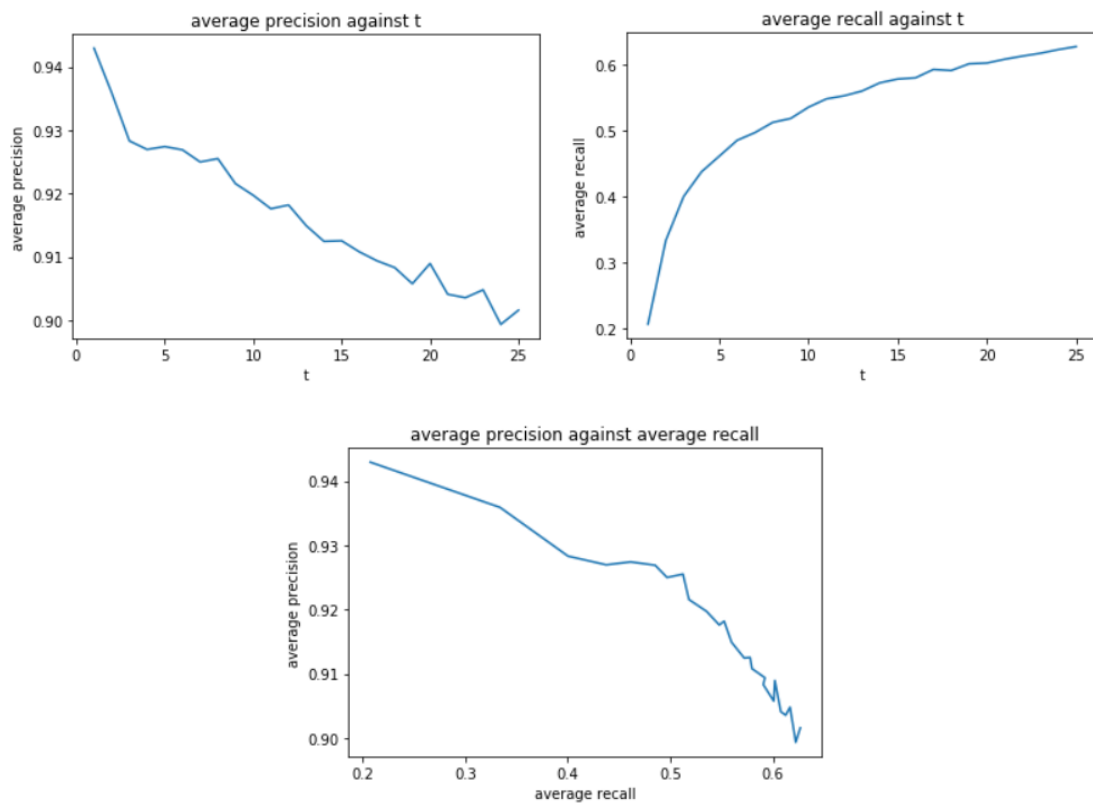 average precision against t
average precision
0.94
0.93
0.92
0.91
0.90
0 5 10 15 20 25
t
average recall against t
average recall
0.6
0.5
0.4
0.3
0.2
0 5 10 15 20 25
t
average precision against average recall
average precision
0.94
0.93
0.92
0.91
0.90
0.2 0.3 0.4 0.5 0.6
average recall